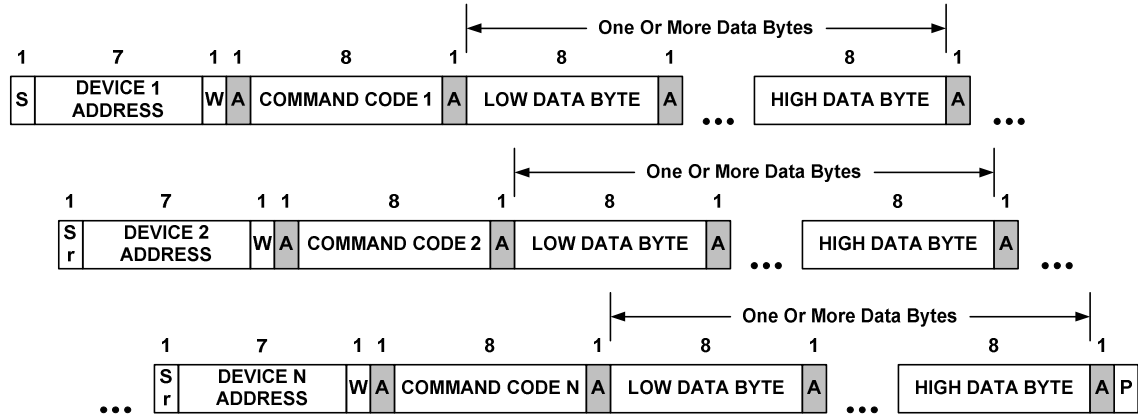 One Or More Data Bytes
1 7 1 1 8 1 8 1 8 1
S DEVICE 1 ADDRESS W A COMMAND CODE 1 A LOW DATA BYTE A ... HIGH DATA BYTE A ...
One Or More Data Bytes
1 7 1 1 8 1 8 1 8 1
Sr DEVICE 2 ADDRESS W A COMMAND CODE 2 A LOW DATA BYTE A ... HIGH DATA BYTE A ...
One Or More Data Bytes
1 7 1 1 8 1 8 1 8 1
... Sr DEVICE N ADDRESS W A COMMAND CODE N A LOW DATA BYTE A ... HIGH DATA BYTE A P